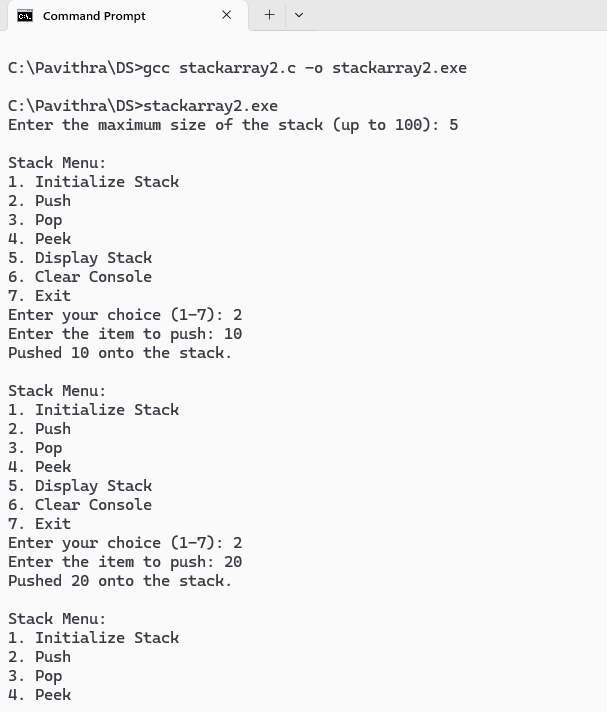 Command Prompt
C:\Pavithra\DS>gcc stackarray2.c -o stackarray2.exe
C:\Pavithra\DS>stackarray2.exe
Enter the maximum size of the stack (up to 100): 5
Stack Menu:
1. Initialize Stack
2. Push
3. Pop
4. Peek
5. Display Stack
6. Clear Console
7. Exit
Enter your choice (1-7): 2
Enter the item to push: 10
Pushed 10 onto the stack.
Stack Menu:
1. Initialize Stack
2. Push
3. Pop
4. Peek
5. Display Stack
6. Clear Console
7. Exit
Enter your choice (1-7): 2
Enter the item to push: 20
Pushed 20 onto the stack.
Stack Menu:
1. Initialize Stack
2. Push
3. Pop
4. Peek